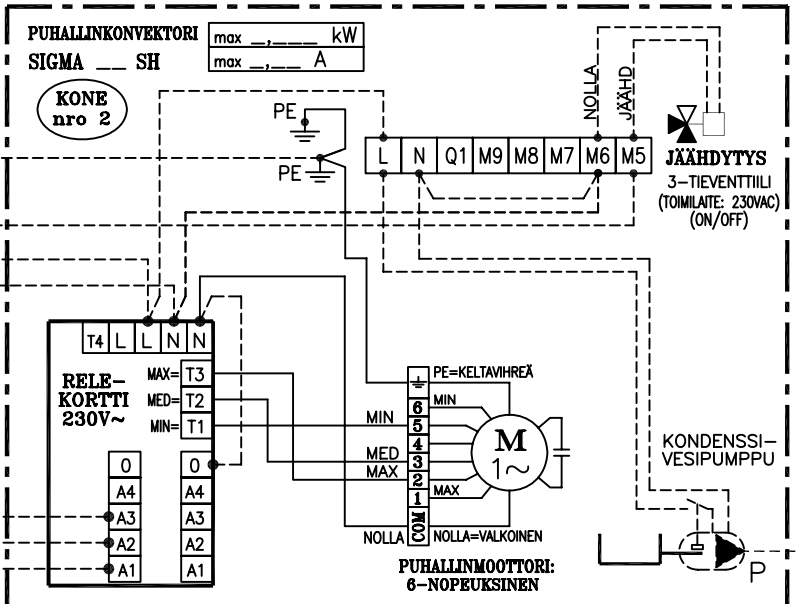 PUHALLINKONVEKTORI
max _,___ kW
SIGMA __ SH
max _,__ A
KONE
nro 2
PE
PE
NOLLA
JÄÄHD
L N Q1 M9 M8 M7 M6 M5
JÄÄHDYTYS
3-TIEVENTTIILI
(TOIMILAITE: 230VAC)
(ON/OFF)
T4 L L N N
RELE-
KORTTI
230V~
MAX= T3
MED= T2
MIN= T1
0 0
A4 A4
A3 A3
A2 A2
A1 A1
PE=KELTAVIHREÄ
6 MIN
MIN 5
4
MED 3
MAX 2
1 MAX
NOLLA COM NOLLA=VALKOINEN
M
1~
PUHALLINMOOTTORI:
6-NOPEUKSINEN
KONDENSSI-
VESIPUMPPU
P